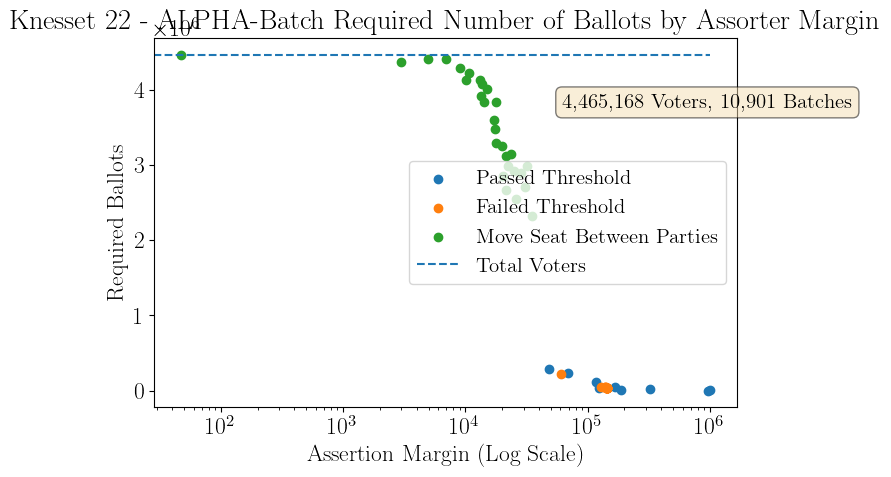 Knesset 22 - ALPHA-Batch Required Number of Ballots by Assorter Margin
×10⁶
4,465,168 Voters, 10,901 Batches
Required Ballots
4
3
2
1
0
Passed Threshold
Failed Threshold
Move Seat Between Parties
Total Voters
10² 10³ 10⁴ 10⁵ 10⁶
Assertion Margin (Log Scale)